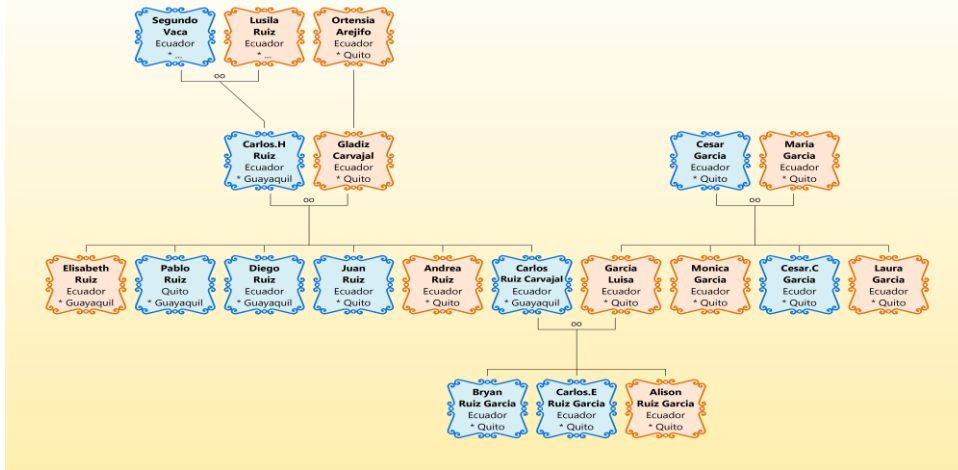 Segundo
Vaca
Ecuador
* ...
Lusila
Ruiz
Ecuador
* ...
Ortensia
Arejifo
Ecuador
* Quito
oo
Carlos.H
Ruiz
Ecuador
* Guayaquil
Gladiz
Carvajal
Ecuador
* Quito
Cesar
Garcia
Ecuador
* Quito
Maria
Garcia
Ecuador
* Quito
oo
oo
Elisabeth
Ruiz
Ecuador
* Guayaquil
Pablo
Ruiz
Quito
* Guayaquil
Diego
Ruiz
Ecuador
* Guayaquil
Juan
Ruiz
Ecuador
* Quito
Andrea
Ruiz
Ecuador
* Quito
Carlos
Ruiz Carvajal
Ecuador
* Guayaquil
Garcia
Luisa
Ecuador
* Quito
Monica
Garcia
Ecuador
* Quito
Cesar.C
Garcia
Ecudor
* Quito
Laura
Garcia
Ecuador
* Quito
oo
Bryan
Ruiz Garcia
Ecuador
* Quito
Carlos.E
Ruiz Garcia
Ecuador
* Quito
Alison
Ruiz Garcia
Ecuador
* Quito